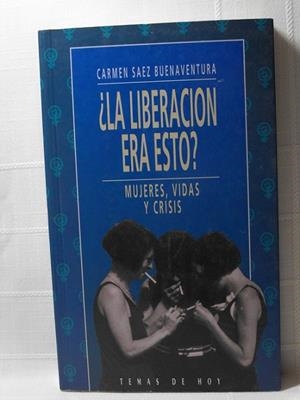 CARMEN SAEZ BUENAVENTURA
¿LA LIBERACION
ERA ESTO?
MUJERES, VIDAS
Y CRISIS
TEMAS DE HOY